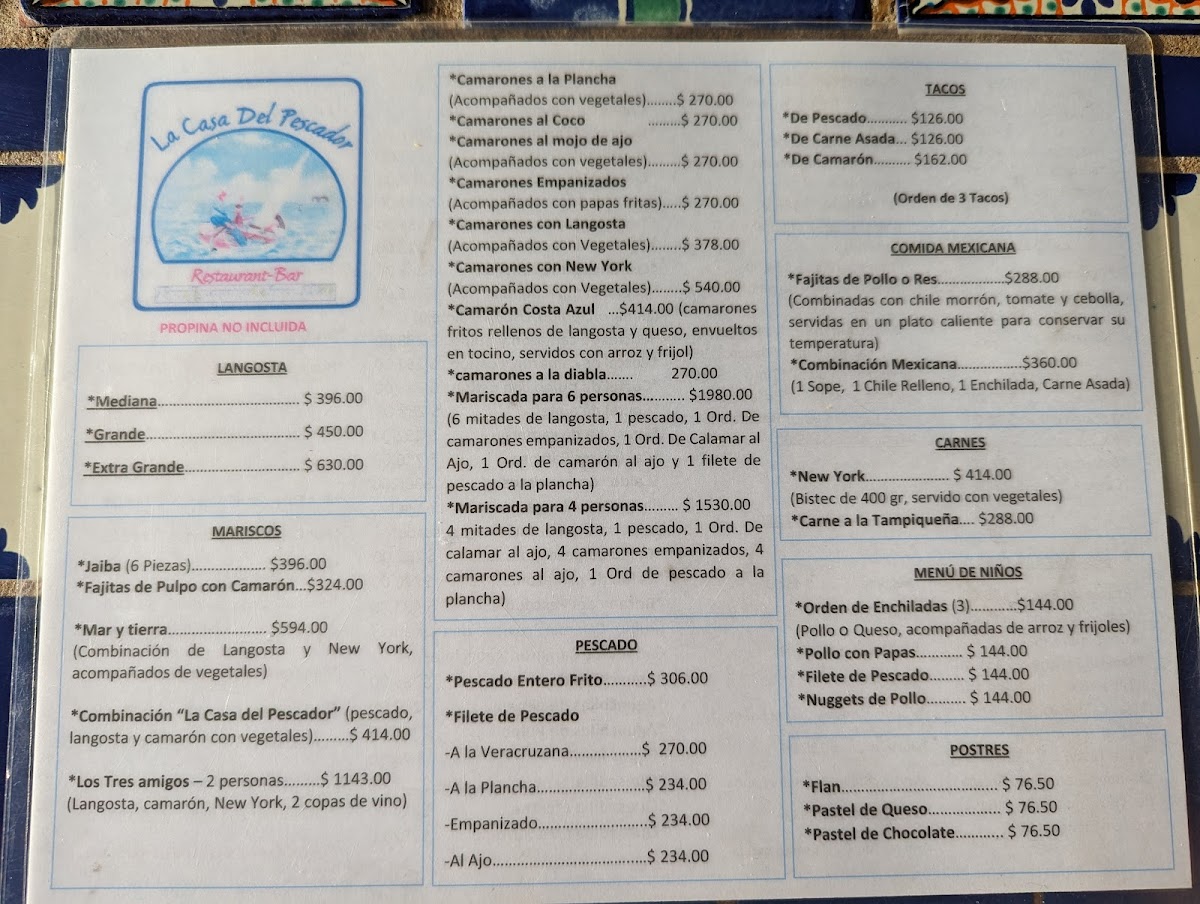 La Casa Del Pescador
Restaurant-Bar
PROPINA NO INCLUIDA
LANGOSTA
*Mediana................................ $ 396.00
*Grande................................... $ 450.00
*Extra Grande.......................... $ 630.00
MARISCOS
*Jaiba (6 Piezas).................. $396.00
*Fajitas de Pulpo con Camarón...$324.00
*Mar y tierra........................ $594.00
(Combinación de Langosta y New York,
acompañados de vegetales)
*Combinación “La Casa del Pescador” (pescado,
langosta y camarón con vegetales).........$ 414.00
*Los Tres amigos – 2 personas.........$ 1143.00
(Langosta, camarón, New York, 2 copas de vino)
*Camarones a la Plancha
(Acompañados con vegetales)........$ 270.00
*Camarones al Coco ........$ 270.00
*Camarones al mojo de ajo
(Acompañados con vegetales)........$ 270.00
*Camarones Empanizados
(Acompañados con papas fritas).....$ 270.00
*Camarones con Langosta
(Acompañados con Vegetales)........$ 378.00
*Camarones con New York
(Acompañados con Vegetales)........$ 540.00
*Camarón Costa Azul ...$414.00 (camarones
fritos rellenos de langosta y queso, envueltos
en tocino, servidos con arroz y frijol)
*camarones a la diabla....... 270.00
*Mariscada para 6 personas.......... $1980.00
(6 mitades de langosta, 1 pescado, 1 Ord. De
camarones empanizados, 1 Ord. De Calamar al
Ajo, 1 Ord. de camarón al ajo y 1 filete de
pescado a la plancha)
*Mariscada para 4 personas......... $ 1530.00
4 mitades de langosta, 1 pescado, 1 Ord. De
calamar al ajo, 4 camarones empanizados, 4
camarones al ajo, 1 Ord de pescado a la
plancha)
PESCADO
*Pescado Entero Frito..........$ 306.00
*Filete de Pescado
-A la Veracruzana.................$ 270.00
-A la Plancha..........................$ 234.00
-Empanizado..........................$ 234.00
-Al Ajo.....................................$ 234.00
TACOS
*De Pescado.......... $126.00
*De Carne Asada... $126.00
*De Camarón......... $162.00
(Orden de 3 Tacos)
COMIDA MEXICANA
*Fajitas de Pollo o Res.................$288.00
(Combinadas con chile morrón, tomate y cebolla,
servidas en un plato caliente para conservar su
temperatura)
*Combinación Mexicana................$360.00
(1 Sope, 1 Chile Relleno, 1 Enchilada, Carne Asada)
CARNES
*New York.................... $ 414.00
(Bistec de 400 gr, servido con vegetales)
*Carne a la Tampiqueña.... $288.00
MENÚ DE NIÑOS
*Orden de Enchiladas (3)...........$144.00
(Pollo o Queso, acompañadas de arroz y frijoles)
*Pollo con Papas........... $ 144.00
*Filete de Pescado........ $ 144.00
*Nuggets de Pollo.......... $ 144.00
POSTRES
*Flan............................................ $ 76.50
*Pastel de Queso.................. $ 76.50
*Pastel de Chocolate............ $ 76.50